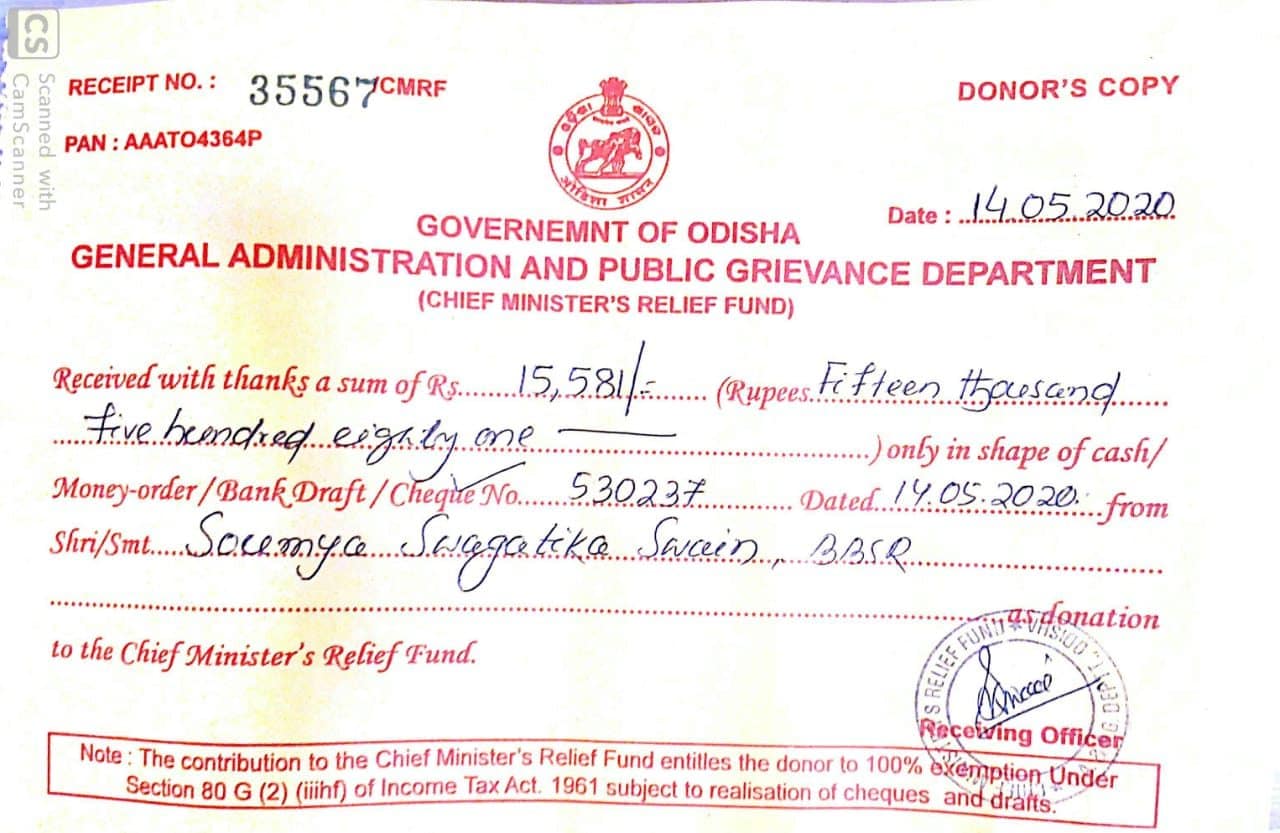 CS Scanned with CamScanner
RECEIPT NO. : 35567/CMRF
DONOR'S COPY
PAN : AAATO4364P
ଓଡ଼ିଶା ଶାସନ
Date : 14.05.2020
GOVERNEMNT OF ODISHA
GENERAL ADMINISTRATION AND PUBLIC GRIEVANCE DEPARTMENT
(CHIEF MINISTER'S RELIEF FUND)
Received with thanks a sum of Rs. 15,581/- (Rupees Fifteen thousand
five hundred eighty one ) only in shape of cash/
Money-order / Bank Draft / Cheque No. 530237 Dated 14.05.2020. from
Shri/Smt. Soumya Swagatika Swain, BBSR
as donation
to the Chief Minister's Relief Fund.
RELIEF FUND * ODISHA
Receiving Officer
Note : The contribution to the Chief Minister's Relief Fund entitles the donor to 100% exemption Under
Section 80 G (2) (iiihf) of Income Tax Act. 1961 subject to realisation of cheques and drafts.